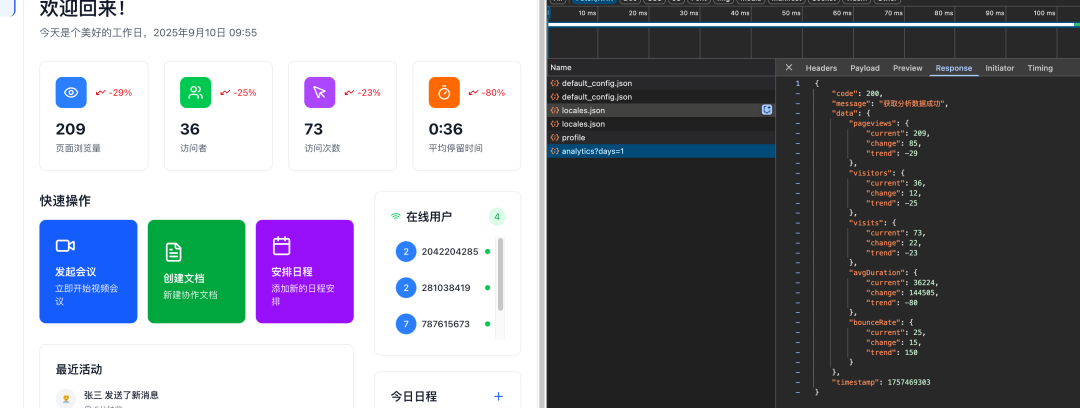 欢迎回来!
今天是个美好的工作日，2025年9月10日 09:55
-29%
209
页面浏览量
-25%
36
访问者
-23%
73
访问次数
-80%
0:36
平均停留时间
快速操作
发起会议
立即开始视频会
议
创建文档
新建协作文档
安排日程
添加新的日程安
排
在线用户
4
2 2042204285
2 281038419
7 787615673
最近活动
张三 发送了新消息
今日日程
10 ms 20 ms 30 ms 40 ms 50 ms 60 ms 70 ms 80 ms 90 ms 100 ms
Name
default_config.json
default_config.json
locales.json
locales.json
profile
analytics?days=1
Headers Payload Preview Response Initiator Timing
1 {
"code": 200,
"message": "获取分析数据成功",
"data": {
"pageviews": {
"current": 209,
"change": 85,
"trend": -29
},
"visitors": {
"current": 36,
"change": 12,
"trend": -25
},
"visits": {
"current": 73,
"change": 22,
"trend": -23
},
"avgDuration": {
"current": 36224,
"change": 144505,
"trend": -80
},
"bounceRate": {
"current": 25,
"change": 15,
"trend": 150
}
},
"timestamp": 1757469303
}